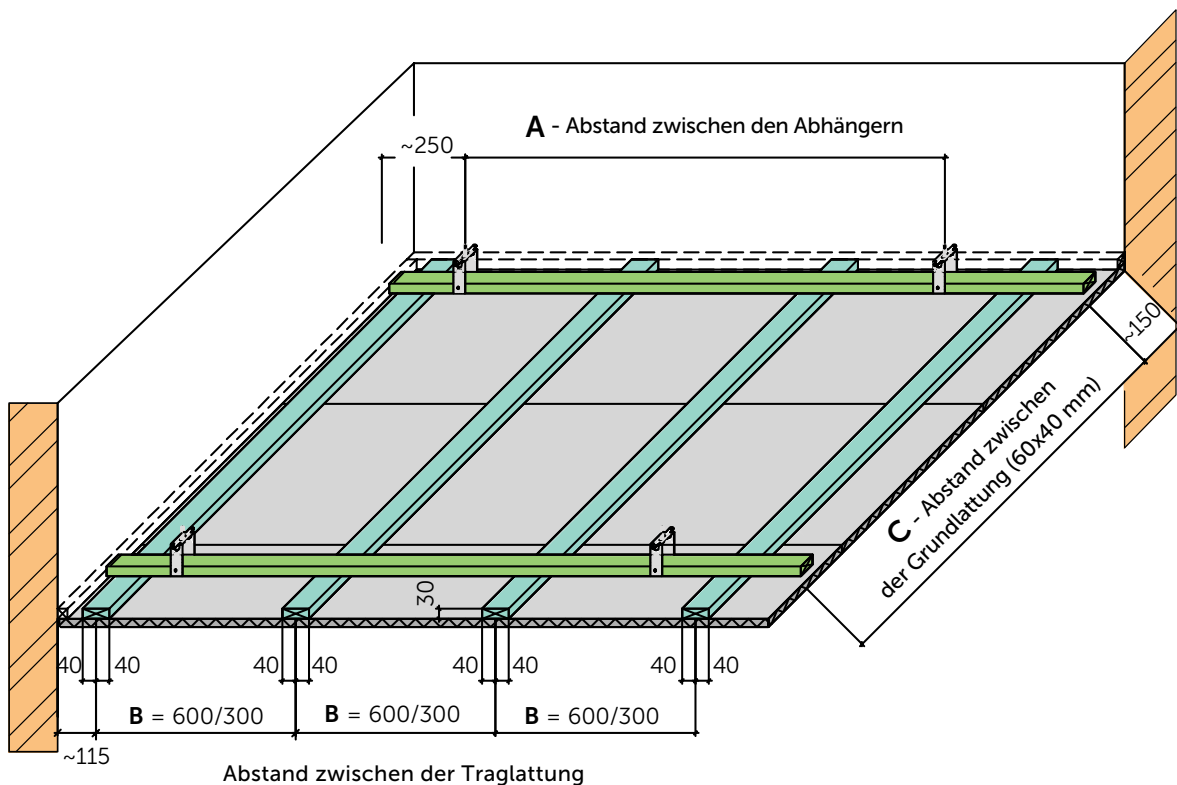 A - Abstand zwischen den Abhängern
~250
~150
C - Abstand zwischen
der Grundlattung (60x40 mm)
30
40 40 40 40 40 40 40 40
B = 600/300 B = 600/300 B = 600/300
~115
Abstand zwischen der Traglattung